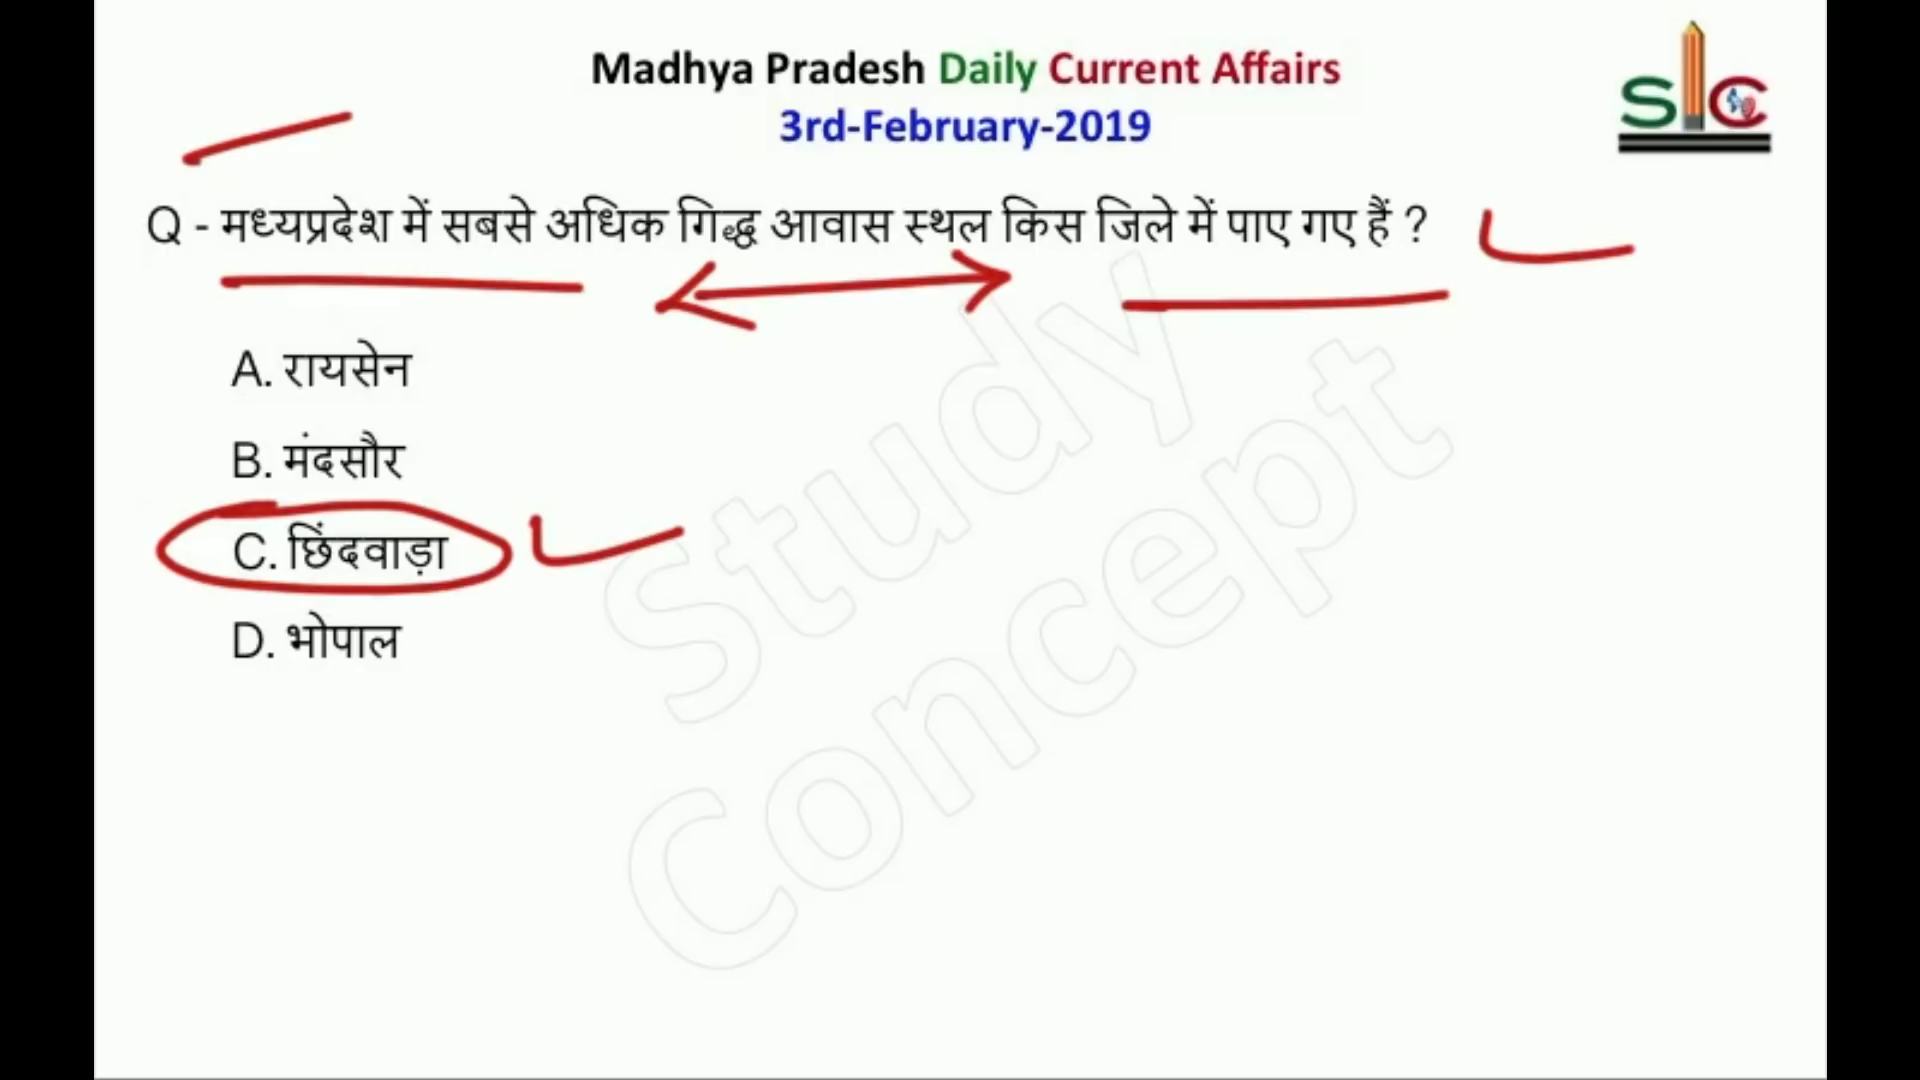 Madhya Pradesh Daily Current Affairs
3rd-February-2019
SC
Q - मध्यप्रदेश में सबसे अधिक गिद्ध आवास स्थल किस जिले में पाए गए हैं ?
A. रायसेन
B. मंदसौर
C. छिंदवाड़ा
D. भोपाल
Study
Concept